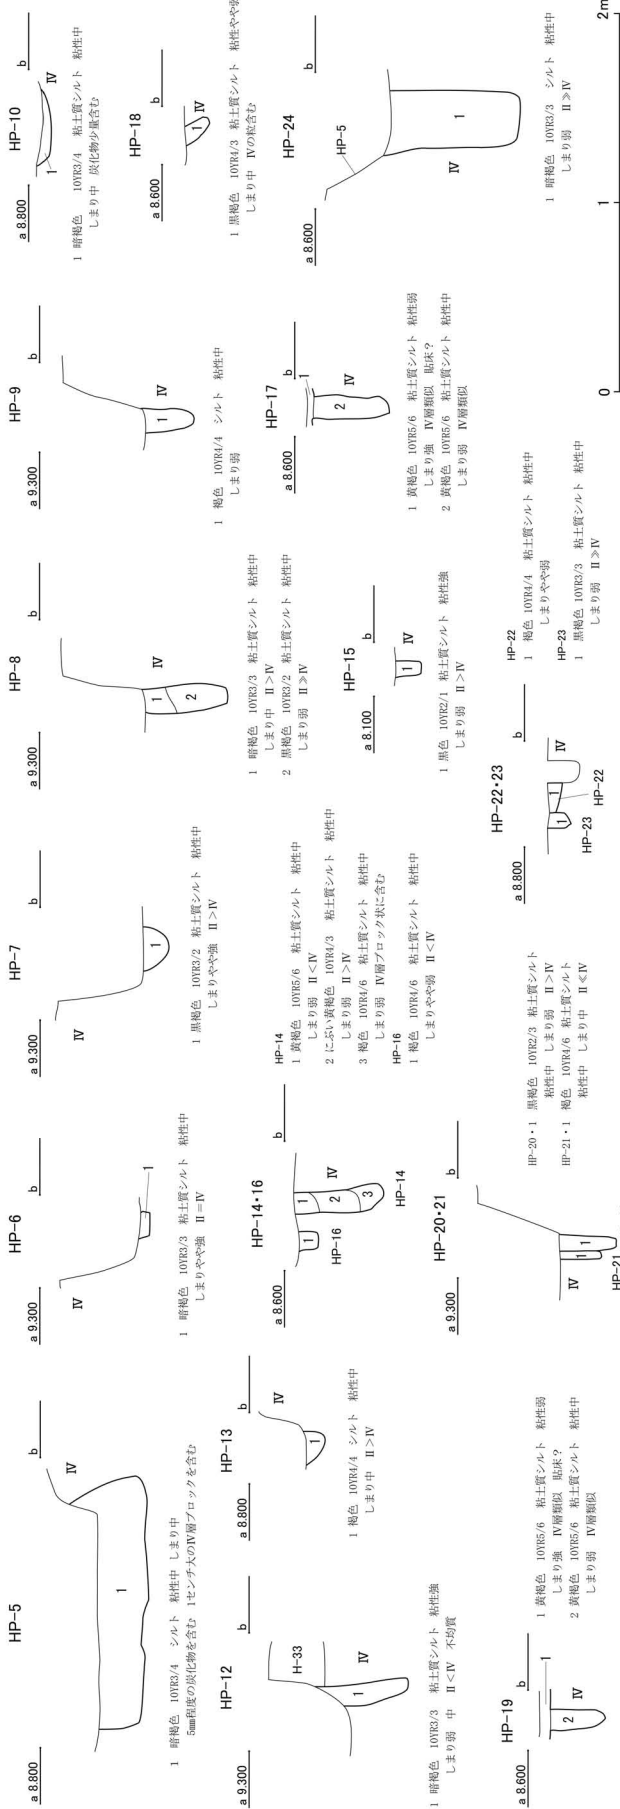 HP-5
a 8.800
b
IV
1
1 暗褐色 10YR3/4 シルト 粘性中 しまり中
5mm程度の炭化物を含む 1センチ大のIV層ブロックを含む
HP-6
a 9.300
b
IV
1
1 暗褐色 10YR3/3 粘土質シルト 粘性中
しまりやや強 II=IV
HP-7
a 9.300
b
IV
1
1 黒褐色 10YR3/2 粘土質シルト 粘性中
しまりやや強 II>IV
HP-8
a 9.300
b
IV
1
2
1 暗褐色 10YR3/3 粘土質シルト 粘性中
しまり中 II>IV
2 黒褐色 10YR3/2 粘土質シルト 粘性中
しまり弱 II≫IV
HP-9
a 9.300
b
IV
1
1 褐色 10YR4/4 シルト 粘性中
しまり弱
HP-10
a 8.800
b
IV
1
1 暗褐色 10YR3/4 粘土質シルト 粘性中
しまり中 炭化物少量含む
HP-12
a 9.300
b
H-33
IV
1
1 暗褐色 10YR3/3 粘土質シルト 粘性強
しまり弱 中 II<IV 不均質
HP-13
a 8.800
b
IV
1
1 褐色 10YR4/4 シルト 粘性中
しまり中 II>IV
HP-14・16
a 8.600
b
IV
1
1
2
3
HP-16
HP-14
HP-14
1 黄褐色 10YR5/6 粘土質シルト 粘性中
しまり弱 II<IV
2 にぶい黄褐色 10YR4/3 粘土質シルト 粘性中
しまり弱 II>IV
3 褐色 10YR4/6 粘土質シルト 粘性中
しまり弱 IV層ブロック状に含む
HP-16
1 褐色 10YR4/6 粘土質シルト 粘性中
しまりやや弱 II<IV
HP-15
a 8.100
b
IV
1
1 黒色 10YR2/1 粘土質シルト 粘性強
しまり弱 II>IV
HP-17
a 8.600
b
1
IV
2
1 黄褐色 10YR5/6 粘土質シルト 粘性弱
しまり強 IV層類似 貼床?
2 黄褐色 10YR5/6 粘土質シルト 粘性中
しまり弱 IV層類似
HP-18
a 8.600
b
IV
1
1 黒褐色 10YR4/3 粘土質シルト 粘性やや
しまり中 IVの粒含む
HP-19
a 8.600
b
1
IV
2
1 黄褐色 10YR5/6 粘土質シルト 粘性弱
しまり強 IV層類似 貼床?
2 黄褐色 10YR5/6 粘土質シルト 粘性中
しまり弱 IV層類似
HP-20・21
a 9.300
b
IV
1
1
HP-21
HP-20・1 黒褐色 10YR2/3 粘土質シルト
粘性中 しまり弱 II>IV
HP-21・1 褐色 10YR4/6 粘土質シルト
粘性中 しまり中 II≪IV
HP-22・23
a 8.800
b
IV
1
1
HP-23
HP-22
HP-22
1 褐色 10YR4/4 粘土質シルト 粘性中
しまりやや弱
HP-23
1 黒褐色 10YR3/3 粘土質シルト 粘性中
しまり弱 II≫IV
HP-24
a 8.600
b
HP-5
IV
1
1 暗褐色 10YR3/3 シルト 粘性中
しまり弱 II≫IV
0
1
2m